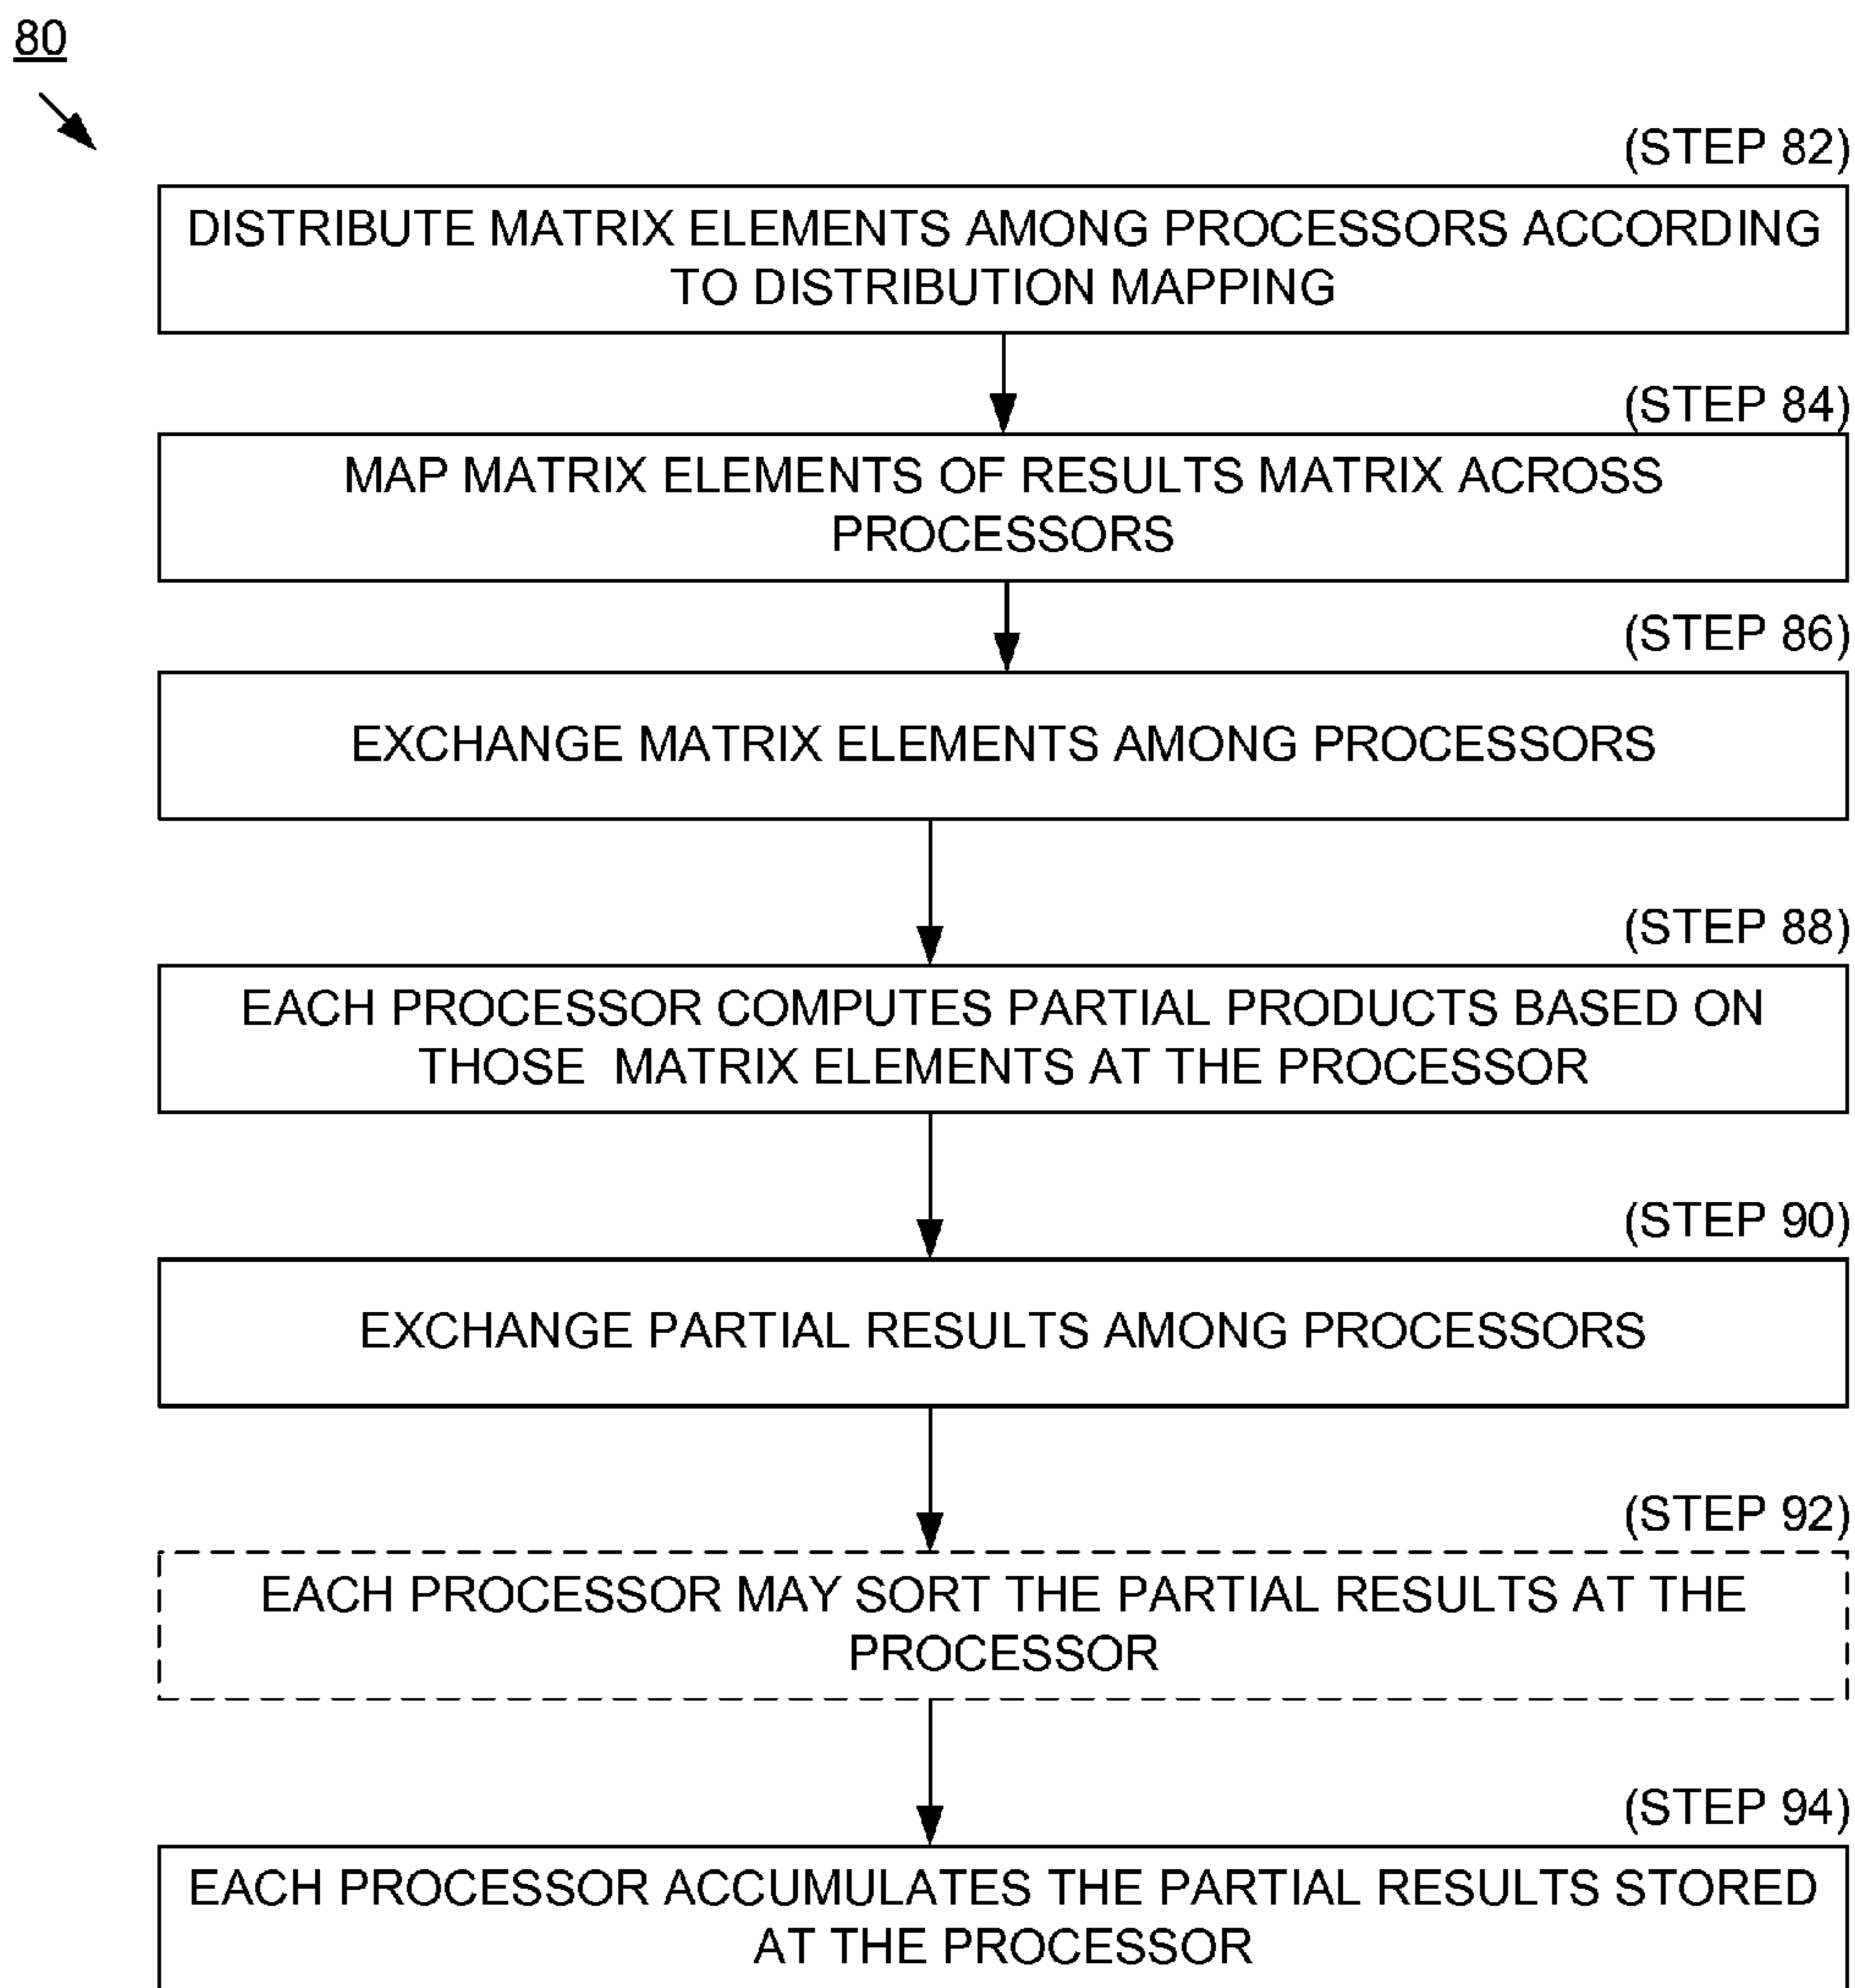 80
(STEP 82)
DISTRIBUTE MATRIX ELEMENTS AMONG PROCESSORS ACCORDING
TO DISTRIBUTION MAPPING
(STEP 84)
MAP MATRIX ELEMENTS OF RESULTS MATRIX ACROSS
PROCESSORS
(STEP 86)
EXCHANGE MATRIX ELEMENTS AMONG PROCESSORS
(STEP 88)
EACH PROCESSOR COMPUTES PARTIAL PRODUCTS BASED ON
THOSE MATRIX ELEMENTS AT THE PROCESSOR
(STEP 90)
EXCHANGE PARTIAL RESULTS AMONG PROCESSORS
(STEP 92)
EACH PROCESSOR MAY SORT THE PARTIAL RESULTS AT THE
PROCESSOR
(STEP 94)
EACH PROCESSOR ACCUMULATES THE PARTIAL RESULTS STORED
AT THE PROCESSOR